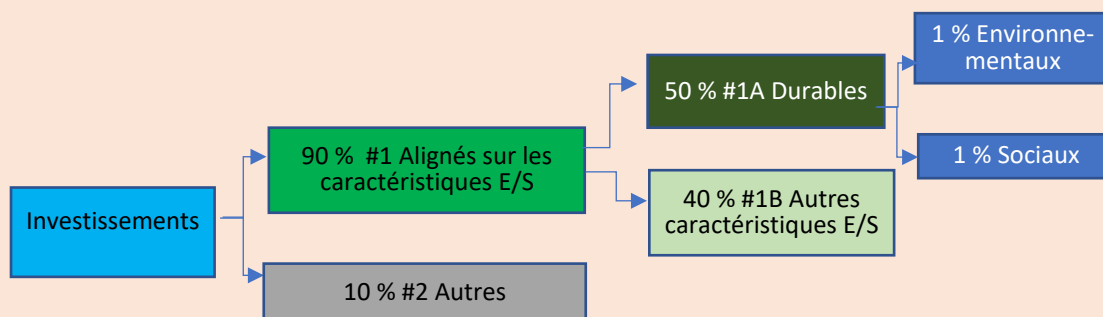 Investissements
90 % #1 Alignés sur les
caractéristiques E/S
10 % #2 Autres
50 % #1A Durables
40 % #1B Autres
caractéristiques E/S
1 % Environne-
mentaux
1 % Sociaux